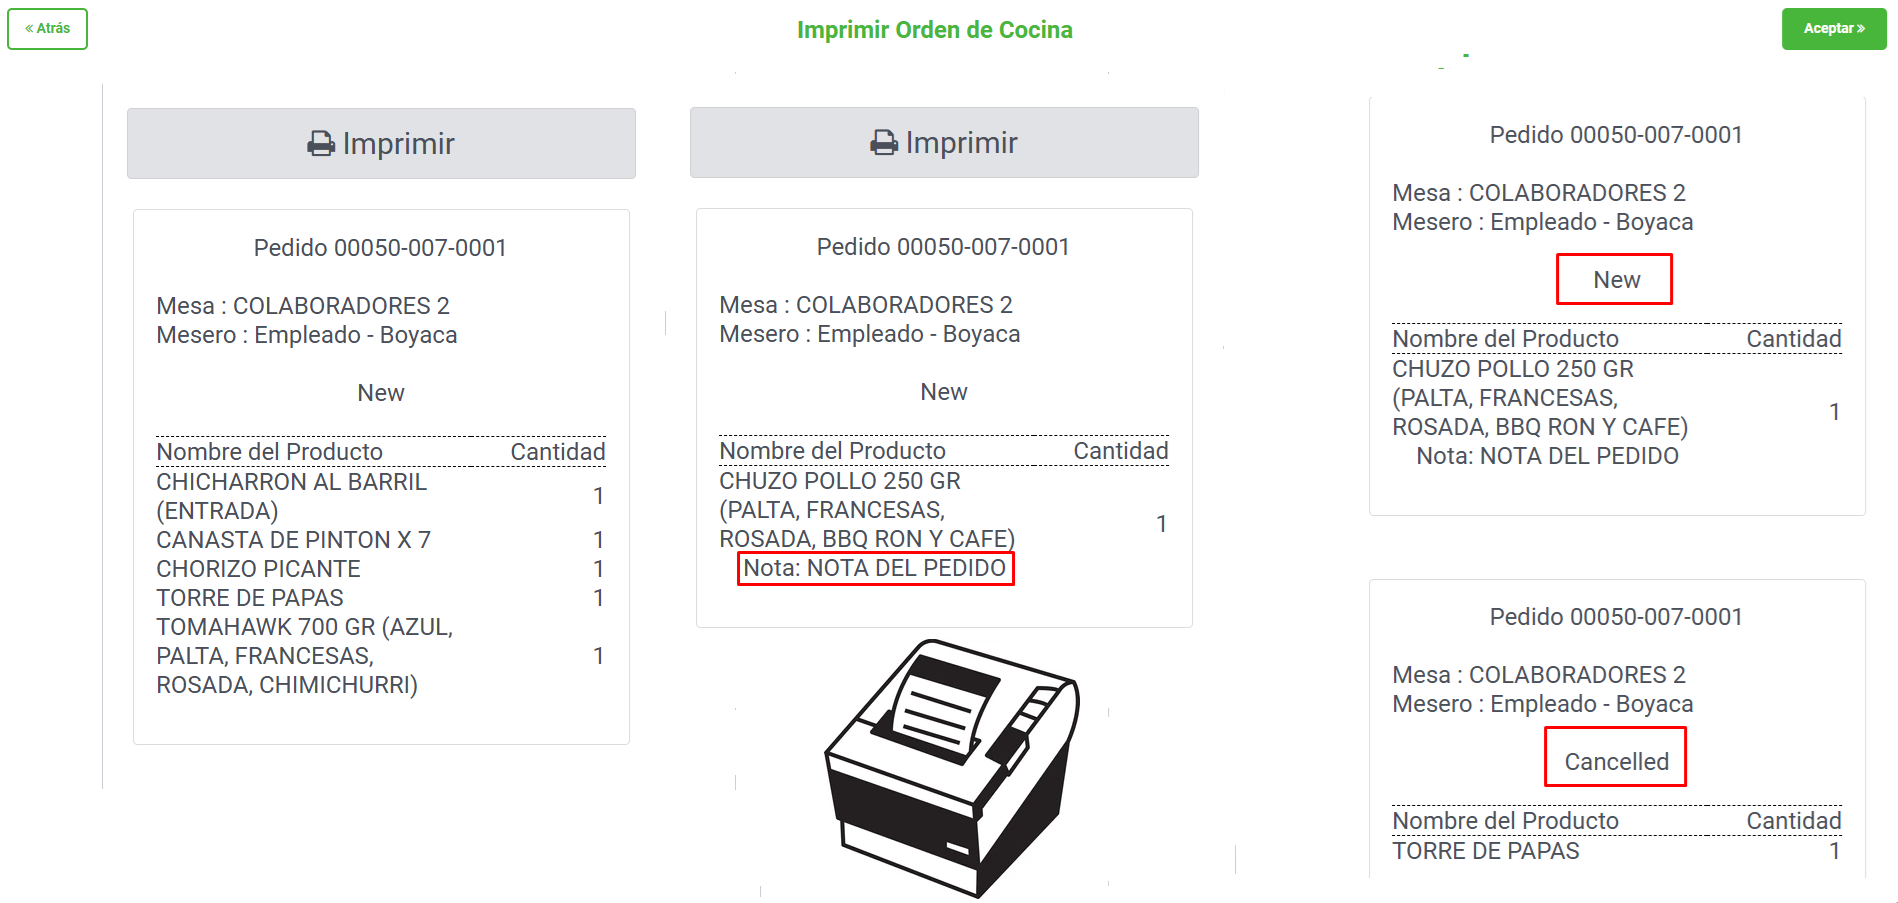 « Atrás
Imprimir Orden de Cocina
Aceptar »
Imprimir
Pedido 00050-007-0001
Mesa : COLABORADORES 2
Mesero : Empleado - Boyaca
New
Nombre del Producto Cantidad
CHICHARRON AL BARRIL
(ENTRADA) 1
CANASTA DE PINTON X 7 1
CHORIZO PICANTE 1
TORRE DE PAPAS 1
TOMAHAWK 700 GR (AZUL,
PALTA, FRANCESAS, 1
ROSADA, CHIMICHURRI)
Imprimir
Pedido 00050-007-0001
Mesa : COLABORADORES 2
Mesero : Empleado - Boyaca
New
Nombre del Producto Cantidad
CHUZO POLLO 250 GR
(PALTA, FRANCESAS, 1
ROSADA, BBQ RON Y CAFE)
Nota: NOTA DEL PEDIDO
Pedido 00050-007-0001
Mesa : COLABORADORES 2
Mesero : Empleado - Boyaca
New
Nombre del Producto Cantidad
CHUZO POLLO 250 GR
(PALTA, FRANCESAS, 1
ROSADA, BBQ RON Y CAFE)
Nota: NOTA DEL PEDIDO
Pedido 00050-007-0001
Mesa : COLABORADORES 2
Mesero : Empleado - Boyaca
Cancelled
Nombre del Producto Cantidad
TORRE DE PAPAS 1